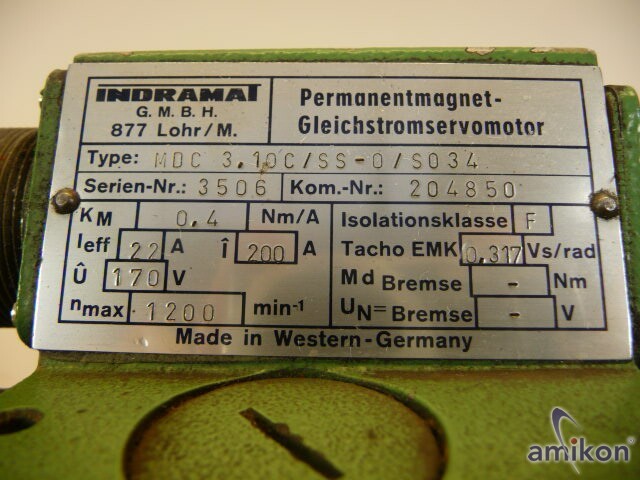 INDRAMAT
G. M. B. H.
877 Lohr/M.
Permanentmagnet-
Gleichstromservomotor
Type: MDC 3.10C/SS-0/S034
Serien-Nr.: 3506 Kom.-Nr.: 204850
KM 0,4 Nm/A
Ieff 22 A Î 200 A
Û 170 V
nmax 1200 min-1
Isolationsklasse F
Tacho EMK 0,317 Vs/rad
Md Bremse - Nm
UN= Bremse - V
Made in Western-Germany
amikon